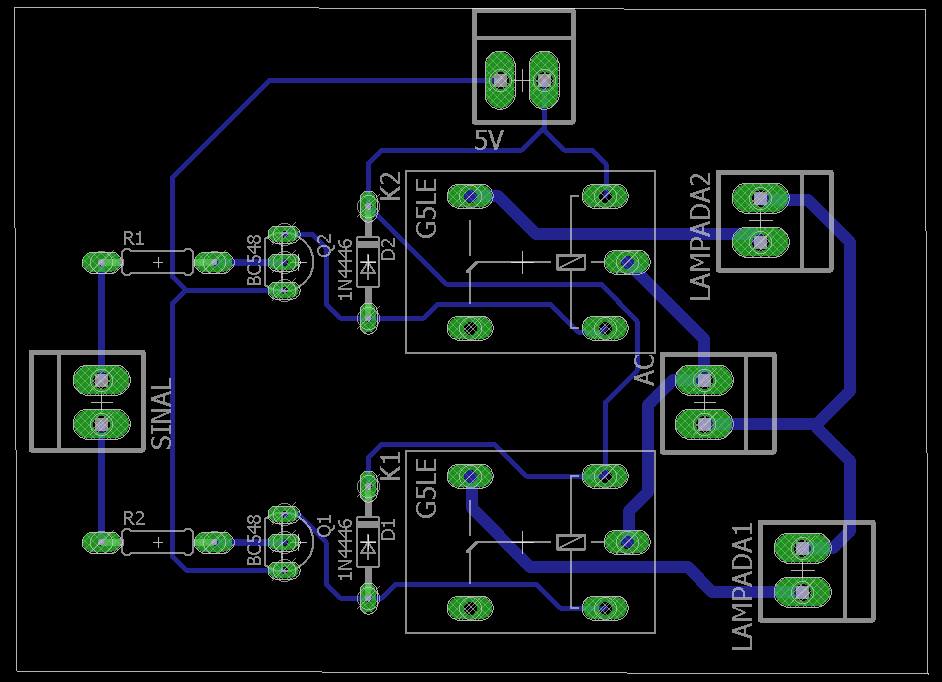 5V
K2
G5LE
LAMPADA2
R1
BC548
Q2
1N4446
D2
AC
SINAL
K1
G5LE
R2
BC548
Q1
1N4446
D1
LAMPADA1